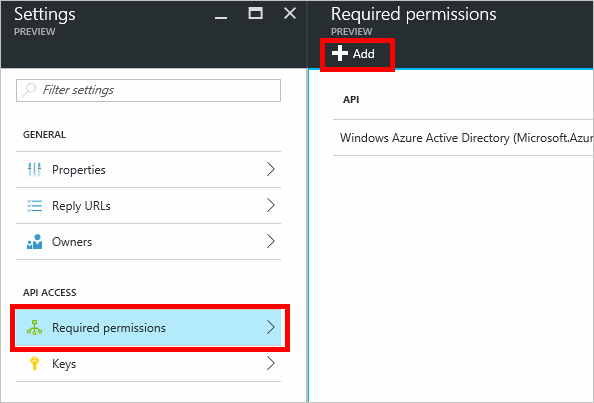 Settings
PREVIEW
Filter settings
GENERAL
Properties
Reply URLs
Owners
API ACCESS
Required permissions
Keys
Required permissions
PREVIEW
Add
API
Windows Azure Active Directory (Microsoft.Azur